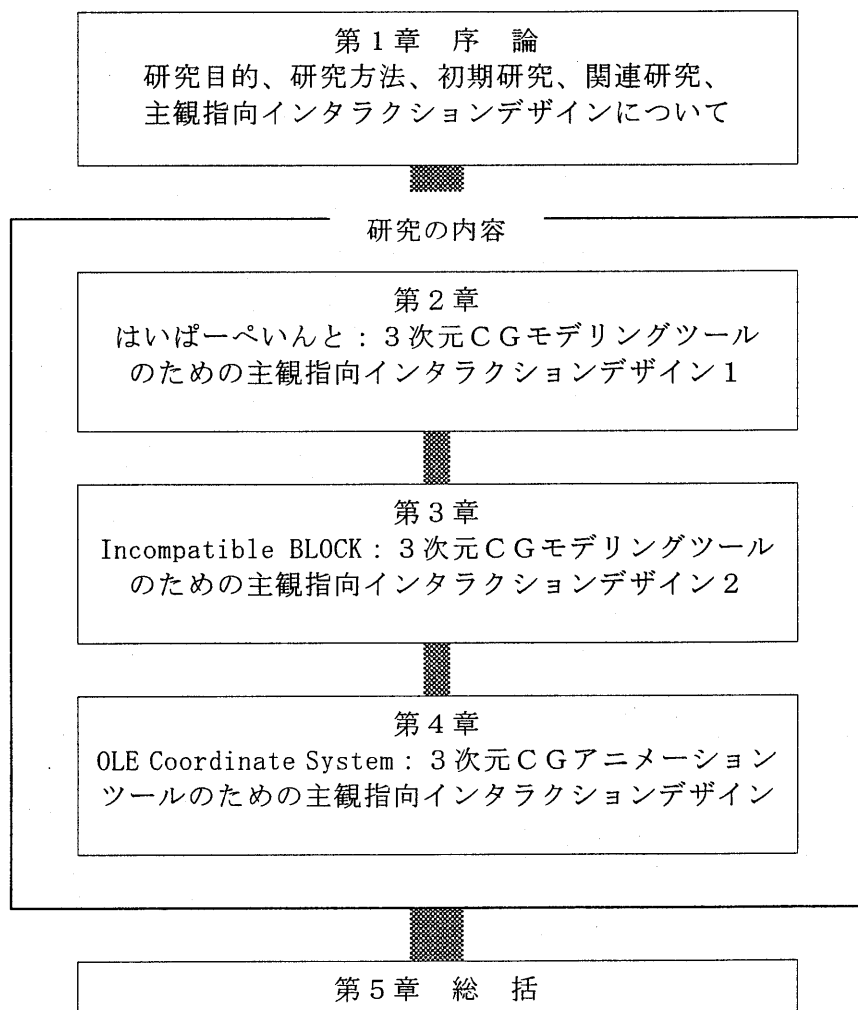 第１章　序　論
研究目的、研究方法、初期研究、関連研究、
主観指向インタラクションデザインについて
研究の内容
第２章
はいぱーぺいんと：３次元ＣＧモデリングツール
のための主観指向インタラクションデザイン１
第３章
Incompatible BLOCK：３次元ＣＧモデリングツール
のための主観指向インタラクションデザイン２
第４章
OLE Coordinate System：３次元ＣＧアニメーション
ツールのための主観指向インタラクションデザイン
第５章　総　括